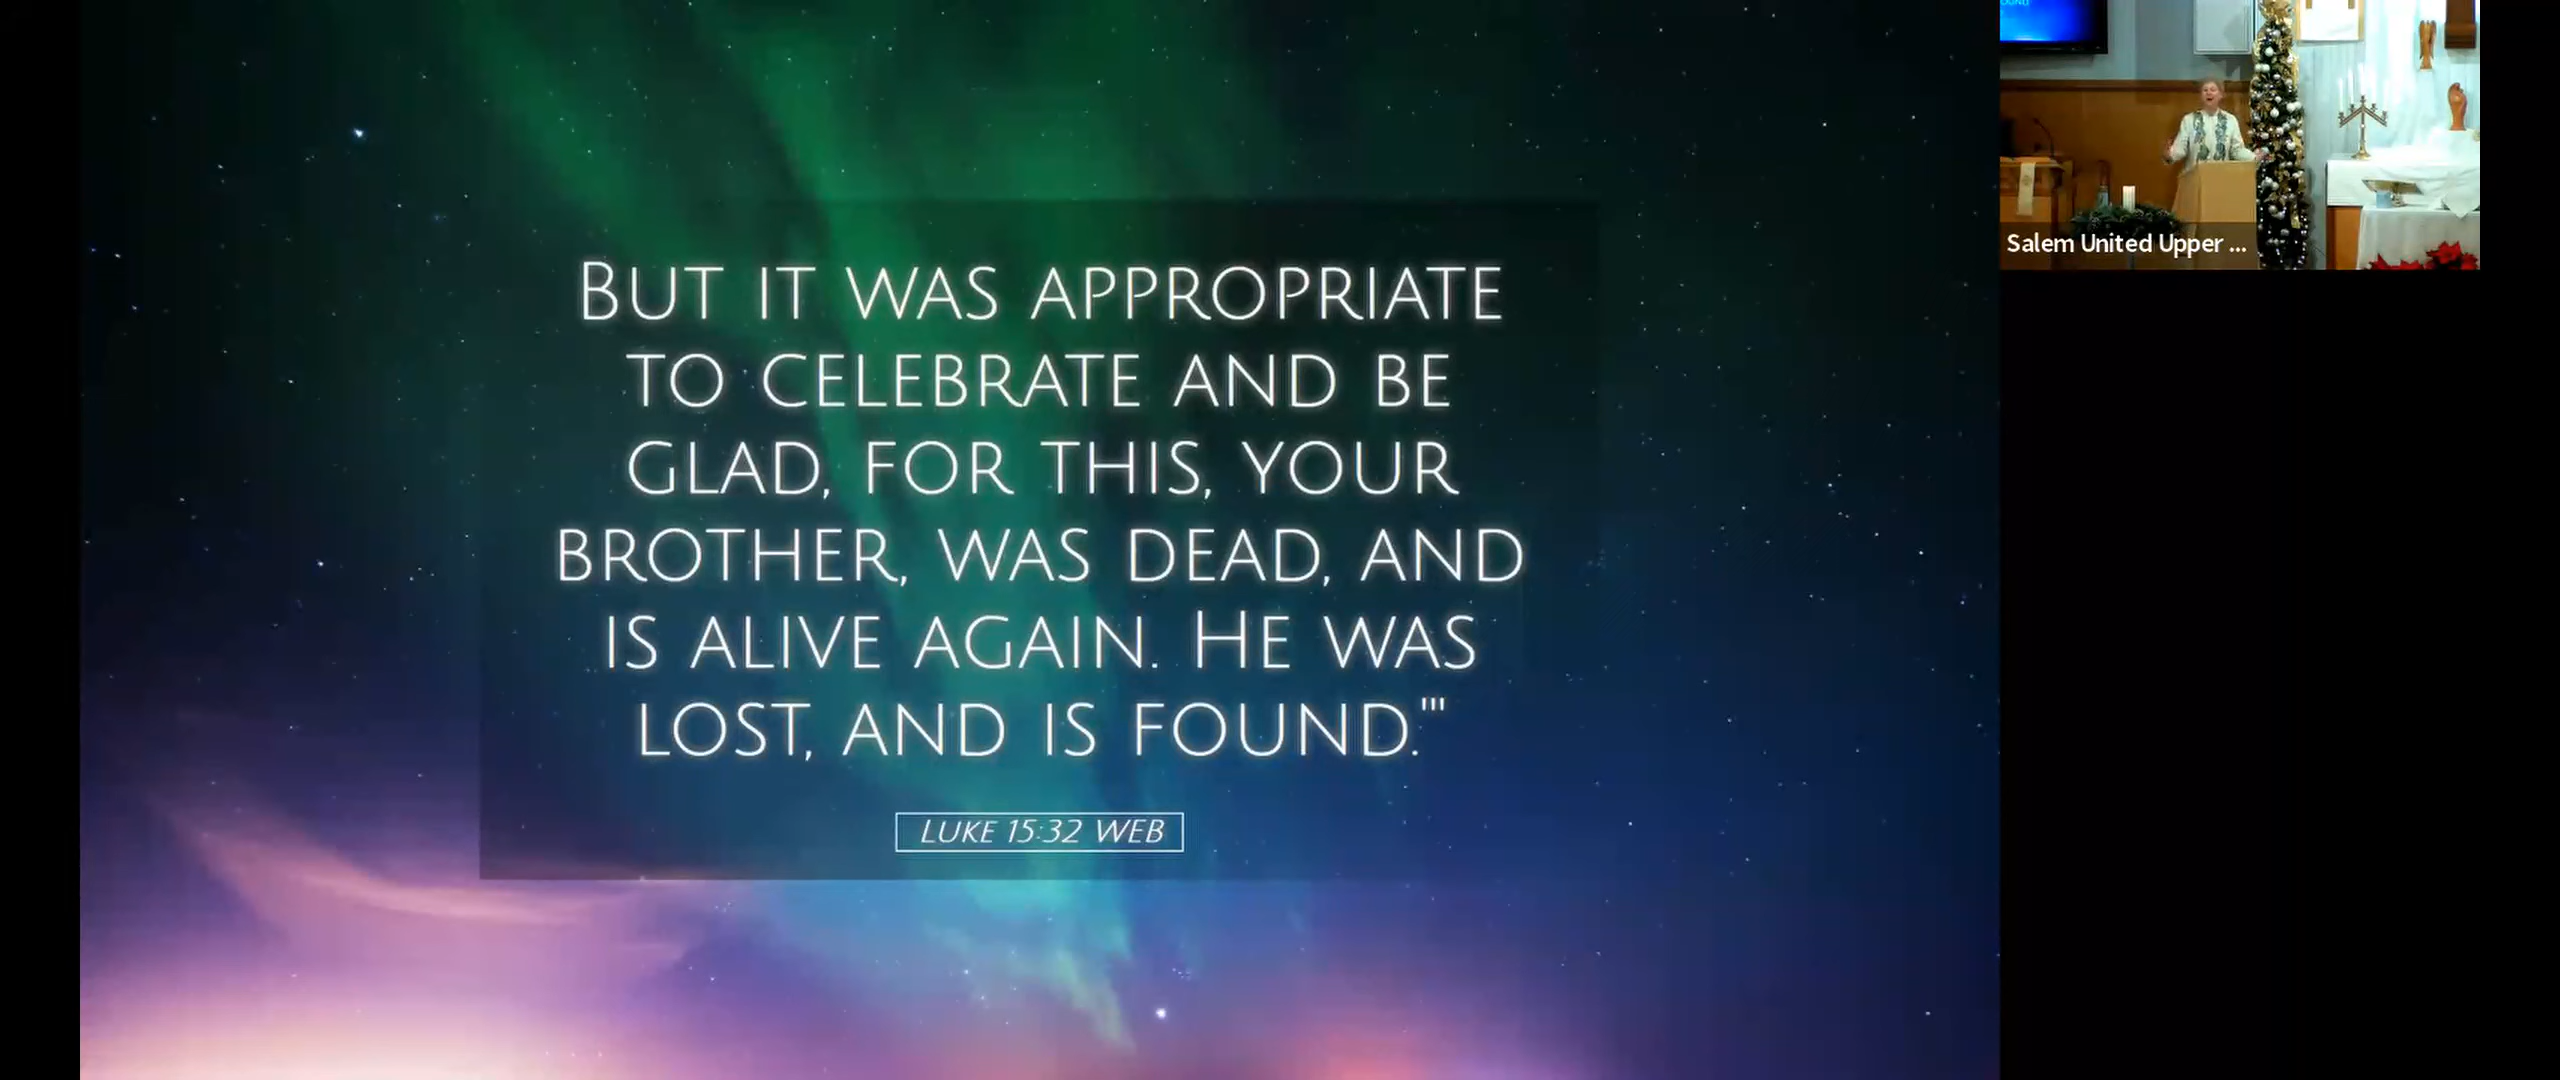 But it was appropriate
to celebrate and be
glad, for this, your
brother, was dead, and
is alive again. He was
lost, and is found.'"
LUKE 15:32 WEB
Salem United Upper ...